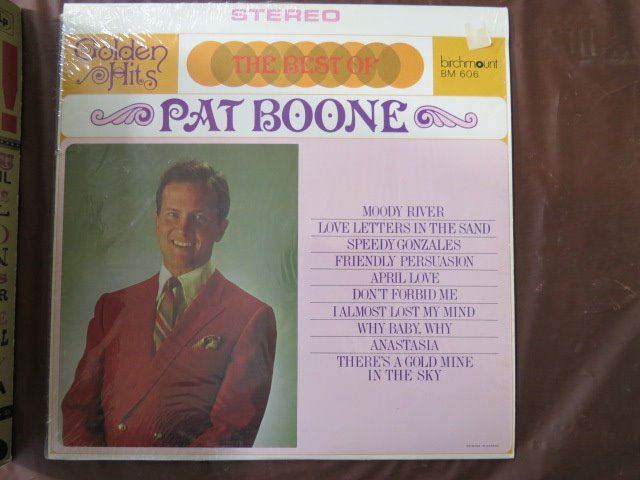 STEREO
Golden
Hits
THE BEST OF
birchmount
BM 606
PAT BOONE
MOODY RIVER
LOVE LETTERS IN THE SAND
SPEEDY GONZALES
FRIENDLY PERSUASION
APRIL LOVE
DON'T FORBID ME
I ALMOST LOST MY MIND
WHY BABY, WHY
ANASTASIA
THERE'S A GOLD MINE
IN THE SKY